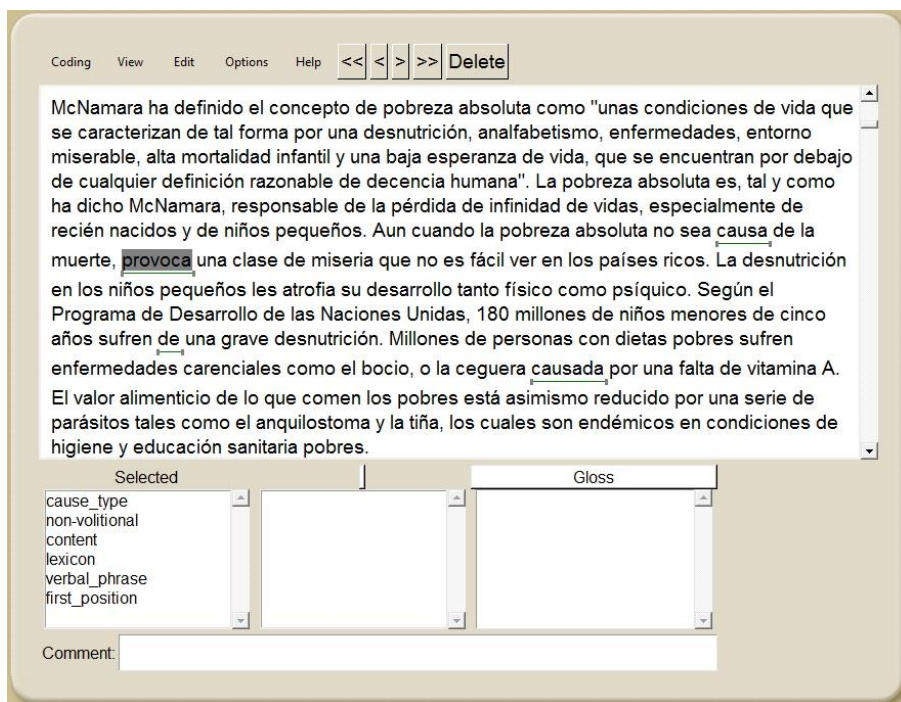 Coding View Edit Options Help << < > >> Delete
McNamara ha definido el concepto de pobreza absoluta como "unas condiciones de vida que
se caracterizan de tal forma por una desnutrición, analfabetismo, enfermedades, entorno
miserable, alta mortalidad infantil y una baja esperanza de vida, que se encuentran por debajo
de cualquier definición razonable de decencia humana". La pobreza absoluta es, tal y como
ha dicho McNamara, responsable de la pérdida de infinidad de vidas, especialmente de
recién nacidos y de niños pequeños. Aun cuando la pobreza absoluta no sea causa de la
muerte, provoca una clase de miseria que no es fácil ver en los países ricos. La desnutrición
en los niños pequeños les atrofia su desarrollo tanto físico como psíquico. Según el
Programa de Desarrollo de las Naciones Unidas, 180 millones de niños menores de cinco
años sufren de una grave desnutrición. Millones de personas con dietas pobres sufren
enfermedades carenciales como el bocio, o la ceguera causada por una falta de vitamina A.
El valor alimenticio de lo que comen los pobres está asimismo reducido por una serie de
parásitos tales como el anquilostoma y la tiña, los cuales son endémicos en condiciones de
higiene y educación sanitaria pobres.
Selected Gloss
cause_type
non-volitional
content
lexicon
verbal_phrase
first_position
Comment: